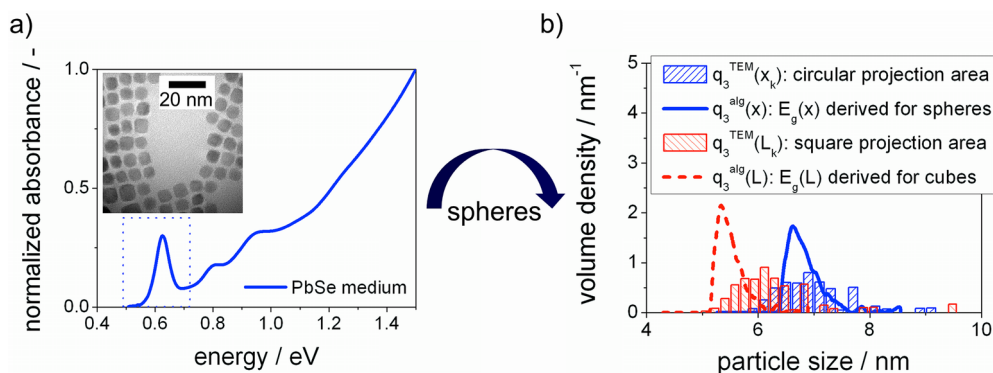 a)
normalized absorbance / -
1.0
0.5
0.0
20 nm
PbSe medium
0.4 0.6 0.8 1.0 1.2 1.4
energy / eV
spheres
b)
volume density / nm⁻¹
5
4
3
2
1
0
q₃ᵀᴱᴹ(xₖ): circular projection area
q₃ᵃˡᵍ(x): E_g(x) derived for spheres
q₃ᵀᴱᴹ(Lₖ): square projection area
q₃ᵃˡᵍ(L): E_g(L) derived for cubes
4 6 8 10
particle size / nm